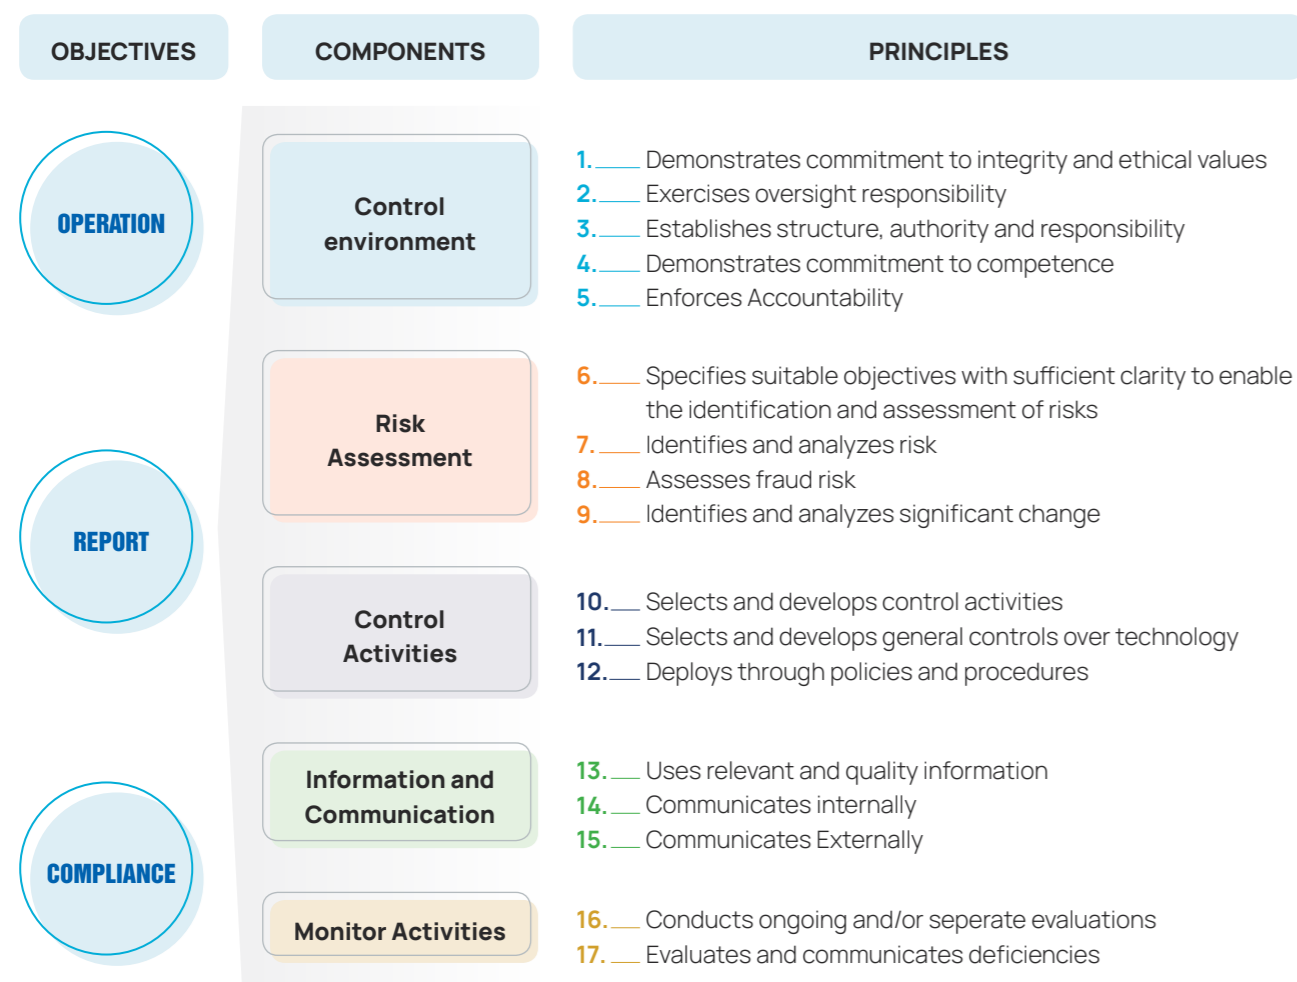 OBJECTIVES
COMPONENTS
PRINCIPLES
OPERATION
REPORT
COMPLIANCE
Control
environment
1. Demonstrates commitment to integrity and ethical values
2. Exercises oversight responsibility
3. Establishes structure, authority and responsibility
4. Demonstrates commitment to competence
5. Enforces Accountability
Risk
Assessment
6. Specifies suitable objectives with sufficient clarity to enable
the identification and assessment of risks
7. Identifies and analyzes risk
8. Assesses fraud risk
9. Identifies and analyzes significant change
Control
Activities
10. Selects and develops control activities
11. Selects and develops general controls over technology
12. Deploys through policies and procedures
Information and
Communication
13. Uses relevant and quality information
14. Communicates internally
15. Communicates Externally
Monitor Activities
16. Conducts ongoing and/or seperate evaluations
17. Evaluates and communicates deficiencies